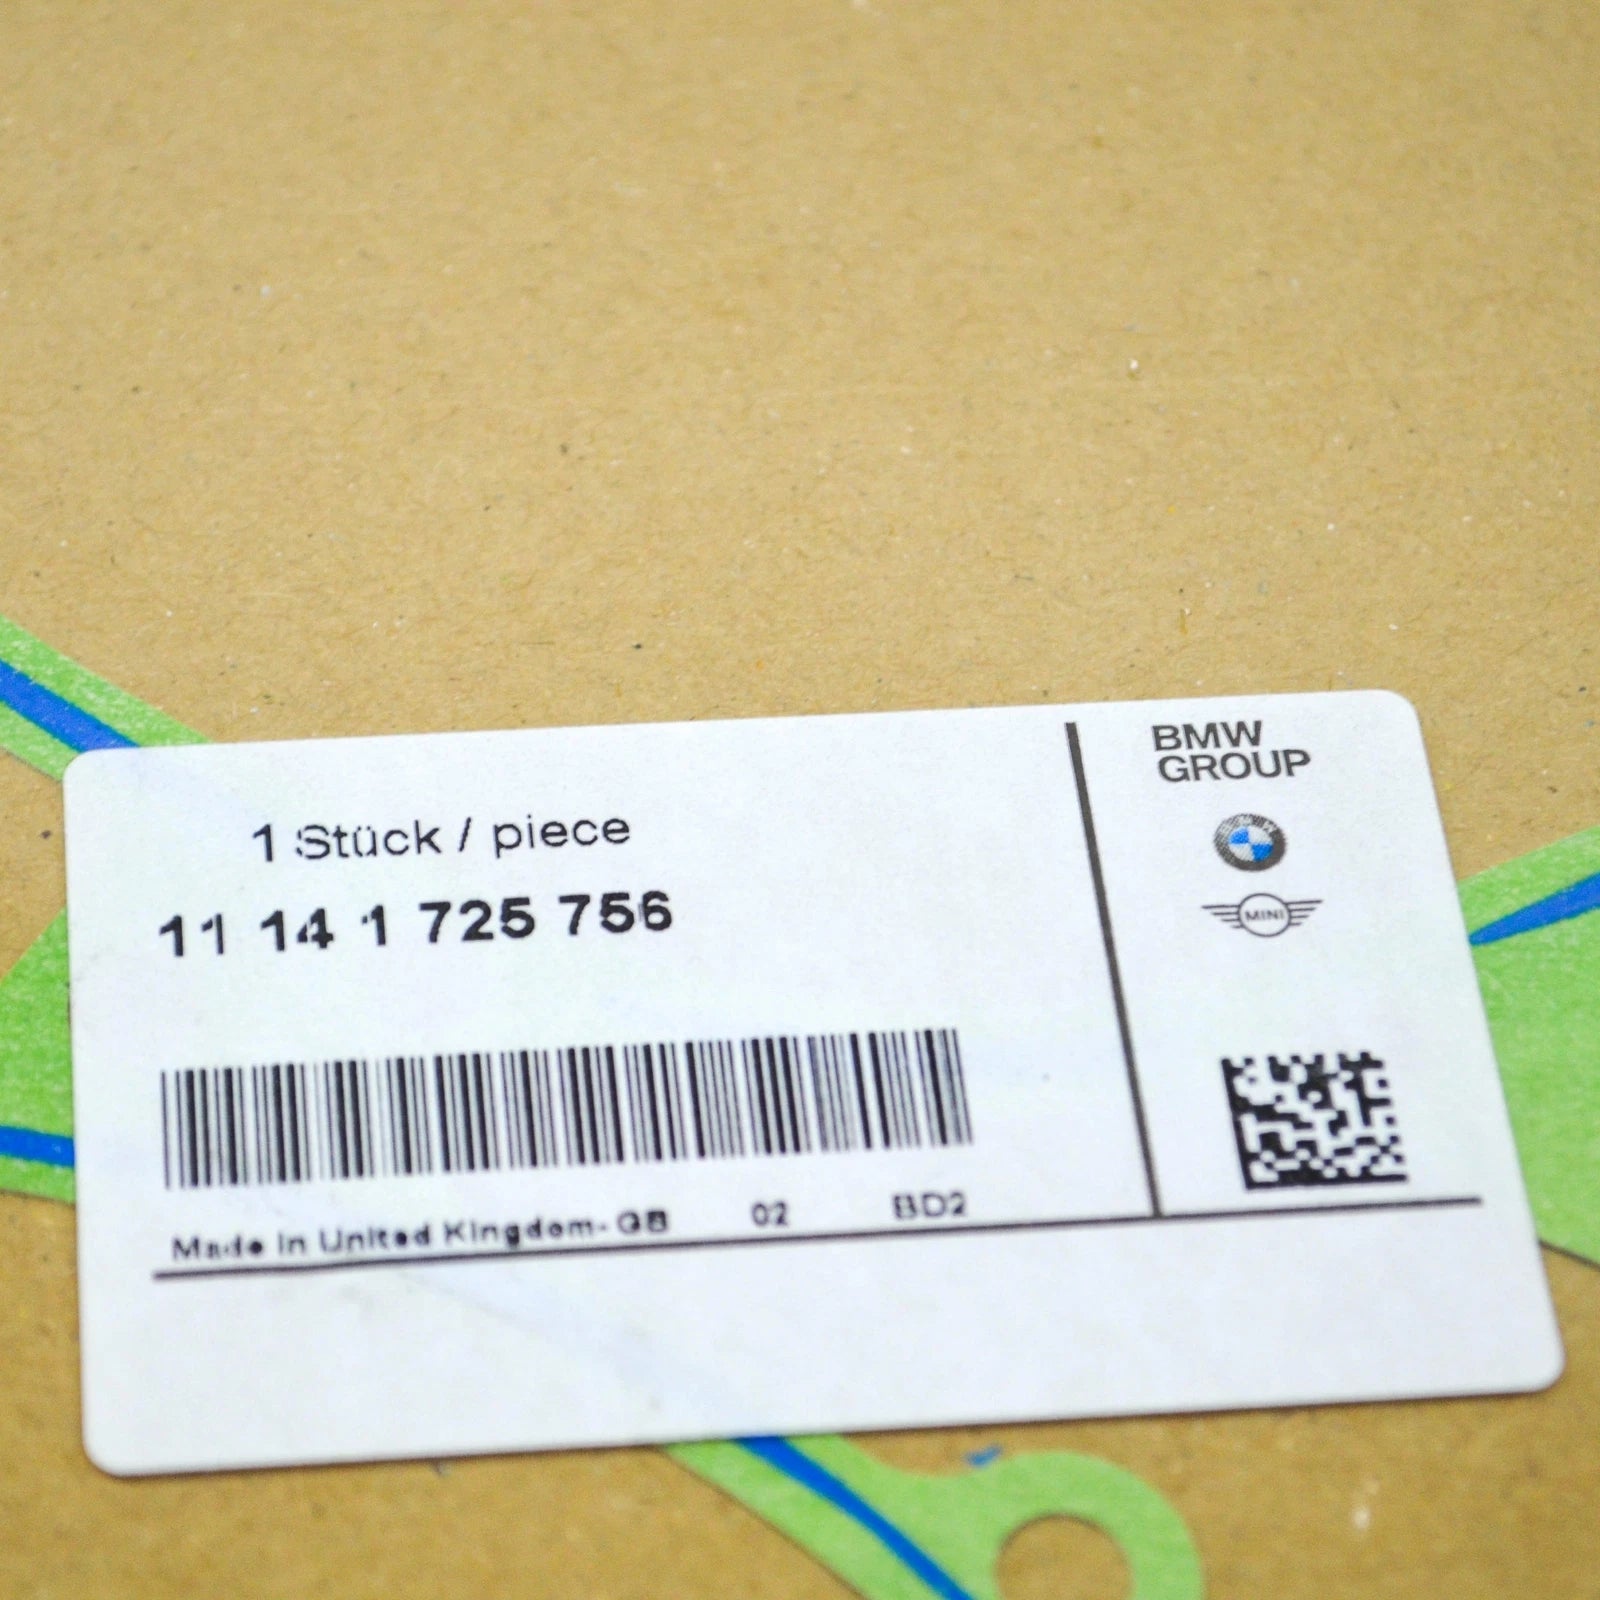 BMW
GROUP
1 Stück / piece
11 14 1 725 756
MINI
Made in United Kingdom-GB 02 BD2